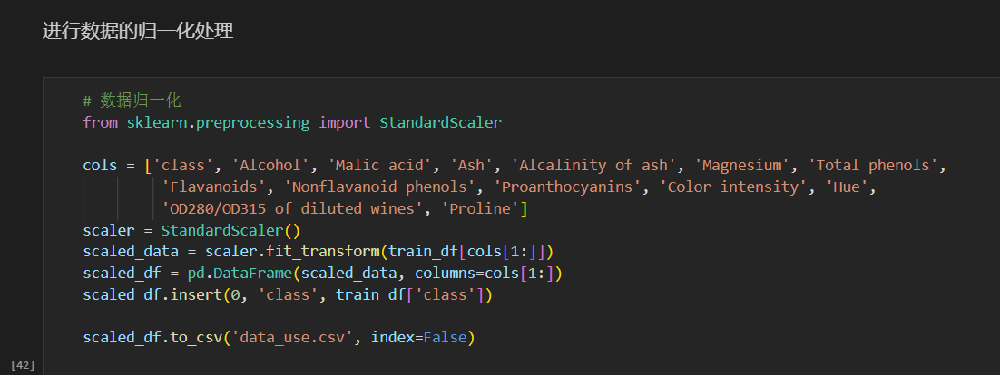 进行数据的归一化处理
# 数据归一化
from sklearn.preprocessing import StandardScaler
cols = ['class', 'Alcohol', 'Malic acid', 'Ash', 'Alcalinity of ash', 'Magnesium', 'Total phenols',
'Flavanoids', 'Nonflavanoid phenols', 'Proanthocyanins', 'Color intensity', 'Hue',
'OD280/OD315 of diluted wines', 'Proline']
scaler = StandardScaler()
scaled_data = scaler.fit_transform(train_df[cols[1:]])
scaled_df = pd.DataFrame(scaled_data, columns=cols[1:])
scaled_df.insert(0, 'class', train_df['class'])
scaled_df.to_csv('data_use.csv', index=False)
[42]